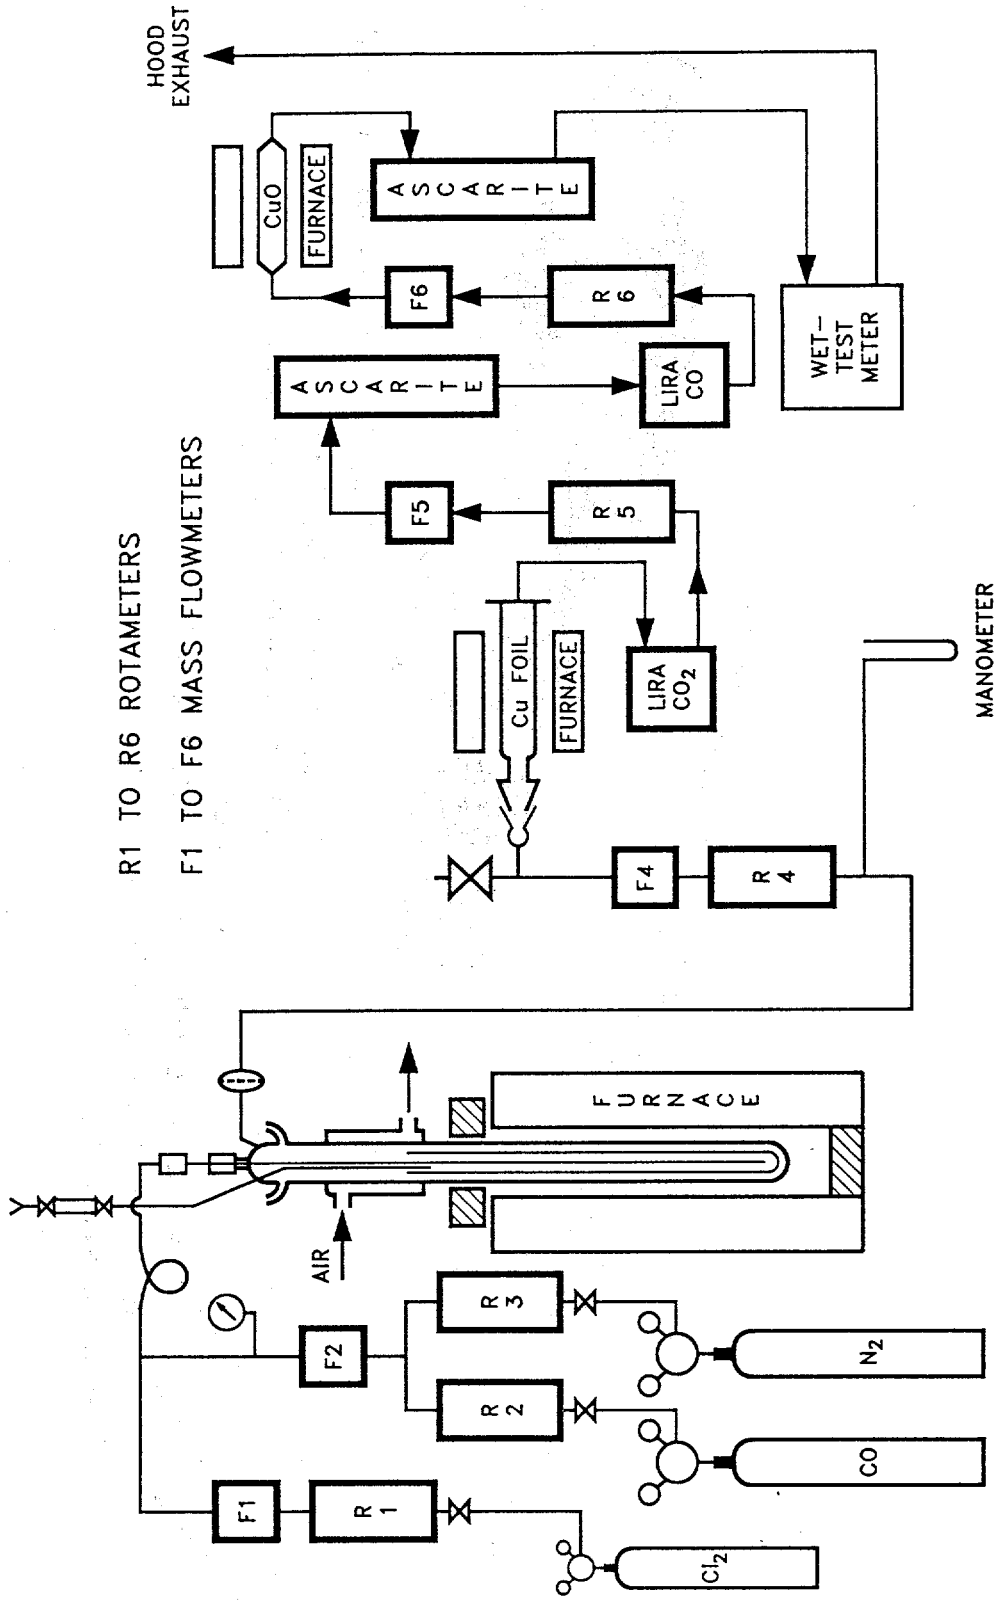 R1 TO R6 ROTAMETERS
F1 TO F6 MASS FLOWMETERS
HOOD
EXHAUST
CuO
FURNACE
ASCARITE
F6
R
6
ASCARITE
LIRA
CO
WET-
TEST
METER
F5
R
5
Cu FOIL
FURNACE
LIRA
CO2
MANOMETER
F4
R
4
FURNACE
AIR
F2
R
3
R
2
N2
CO
F1
R
1
Cl2